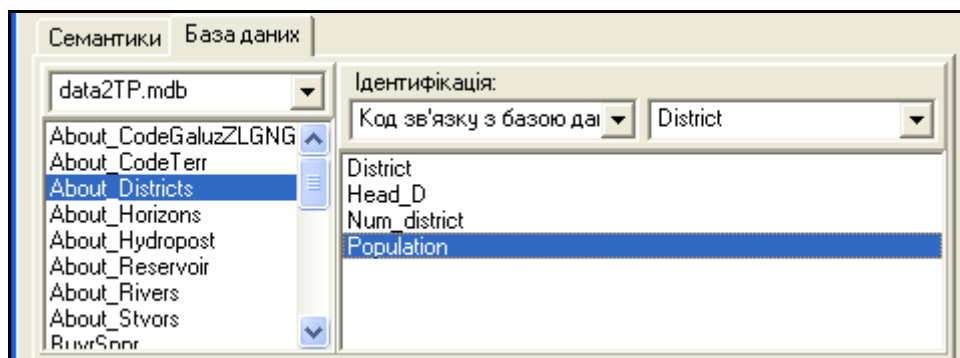 Семантики База даних
data2TP.mdb
Ідентифікація:
Код зв'язку з базою да District
About_CodeGaluzZLGNG
About_CodeTerr
About_Districts
About_Horizons
About_Hydropost
About_Reservoir
About_Rivers
About_Stvors
District
Head_D
Num_district
Population